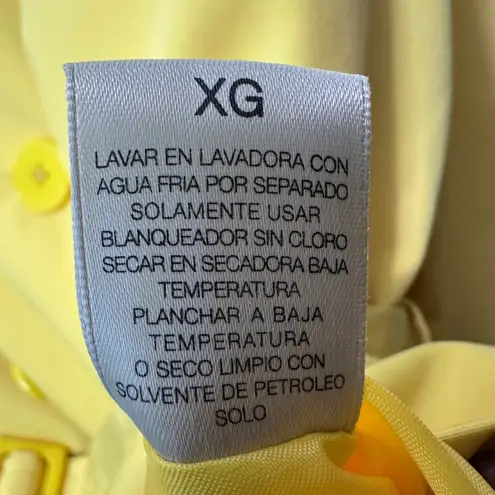 XG
LAVAR EN LAVADORA CON
AGUA FRIA POR SEPARADO
SOLAMENTE USAR
BLANQUEADOR SIN CLORO
SECAR EN SECADORA BAJA
TEMPERATURA
PLANCHAR A BAJA
TEMPERATURA
O SECO LIMPIO CON
SOLVENTE DE PETROLEO
SOLO